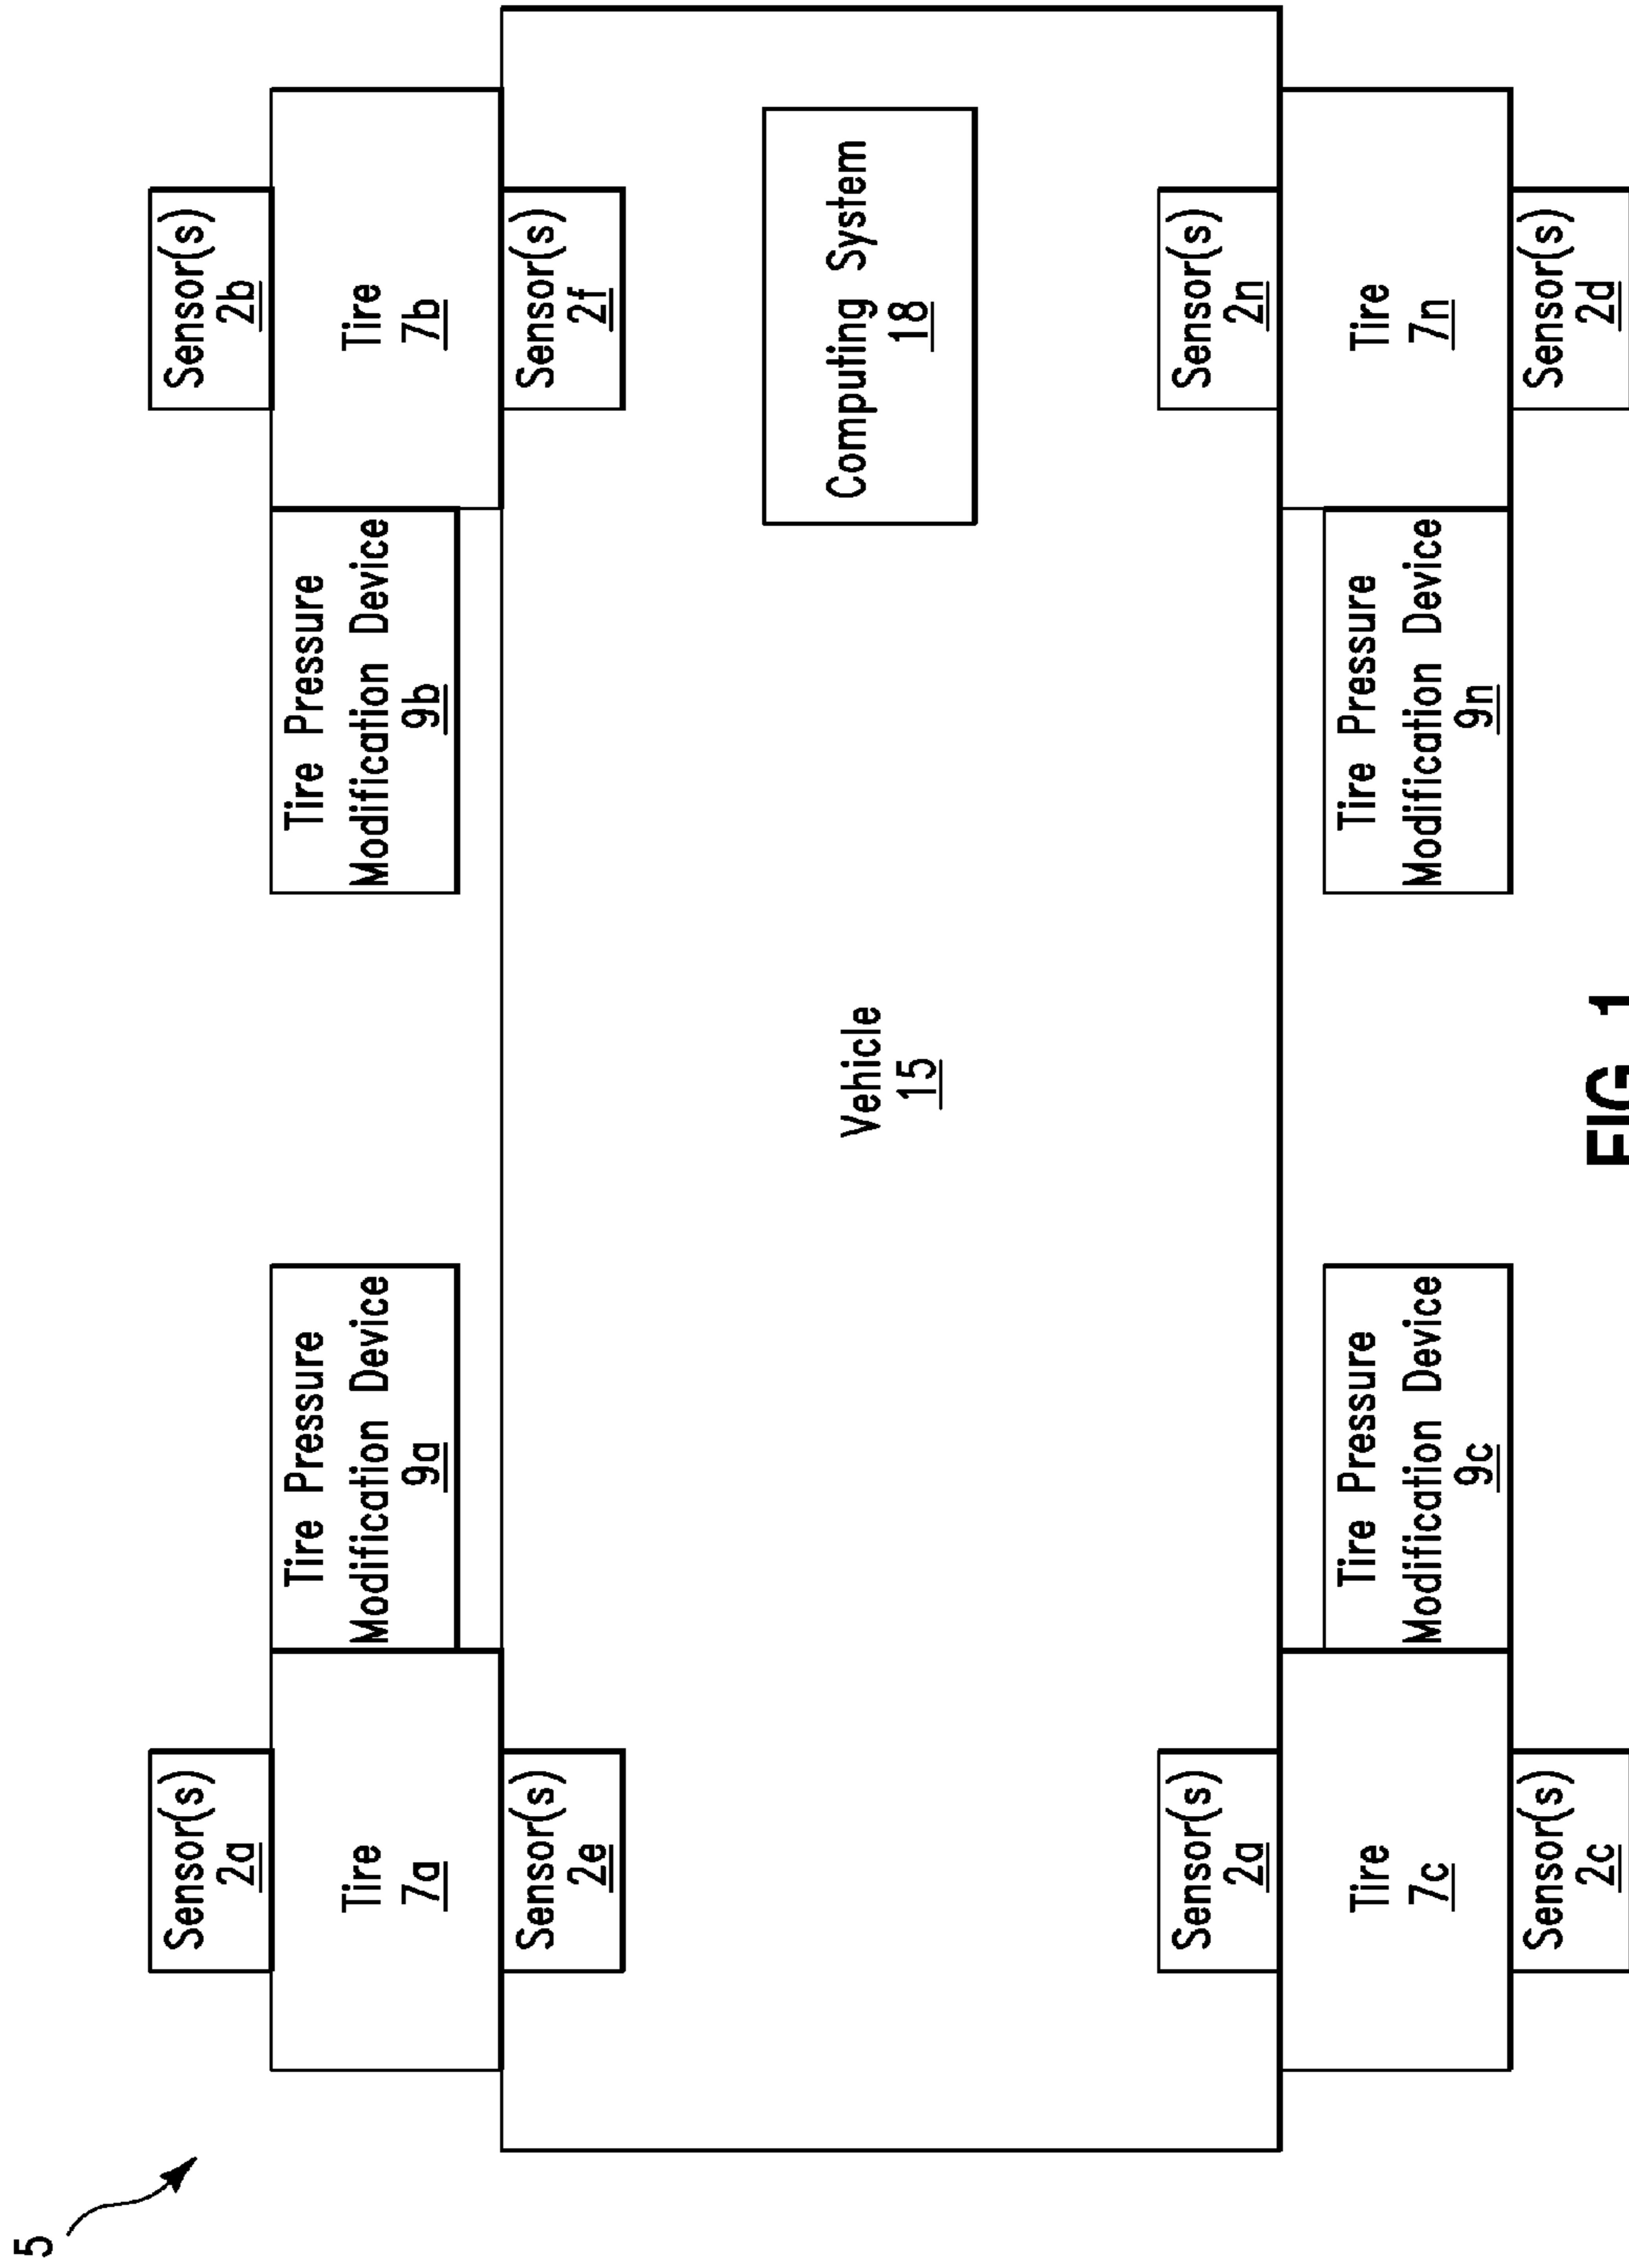 5
Sensor(s)
2a
Sensor(s)
2b
Tire
7a
Tire Pressure
Modification Device
9a
Tire Pressure
Modification Device
9b
Tire
7b
Sensor(s)
2e
Sensor(s)
2f
Vehicle
15
Computing System
18
Sensor(s)
2a
Sensor(s)
2n
Tire
7c
Tire Pressure
Modification Device
9c
Tire Pressure
Modification Device
9n
Tire
7n
Sensor(s)
2c
Sensor(s)
2d
FIG. 1